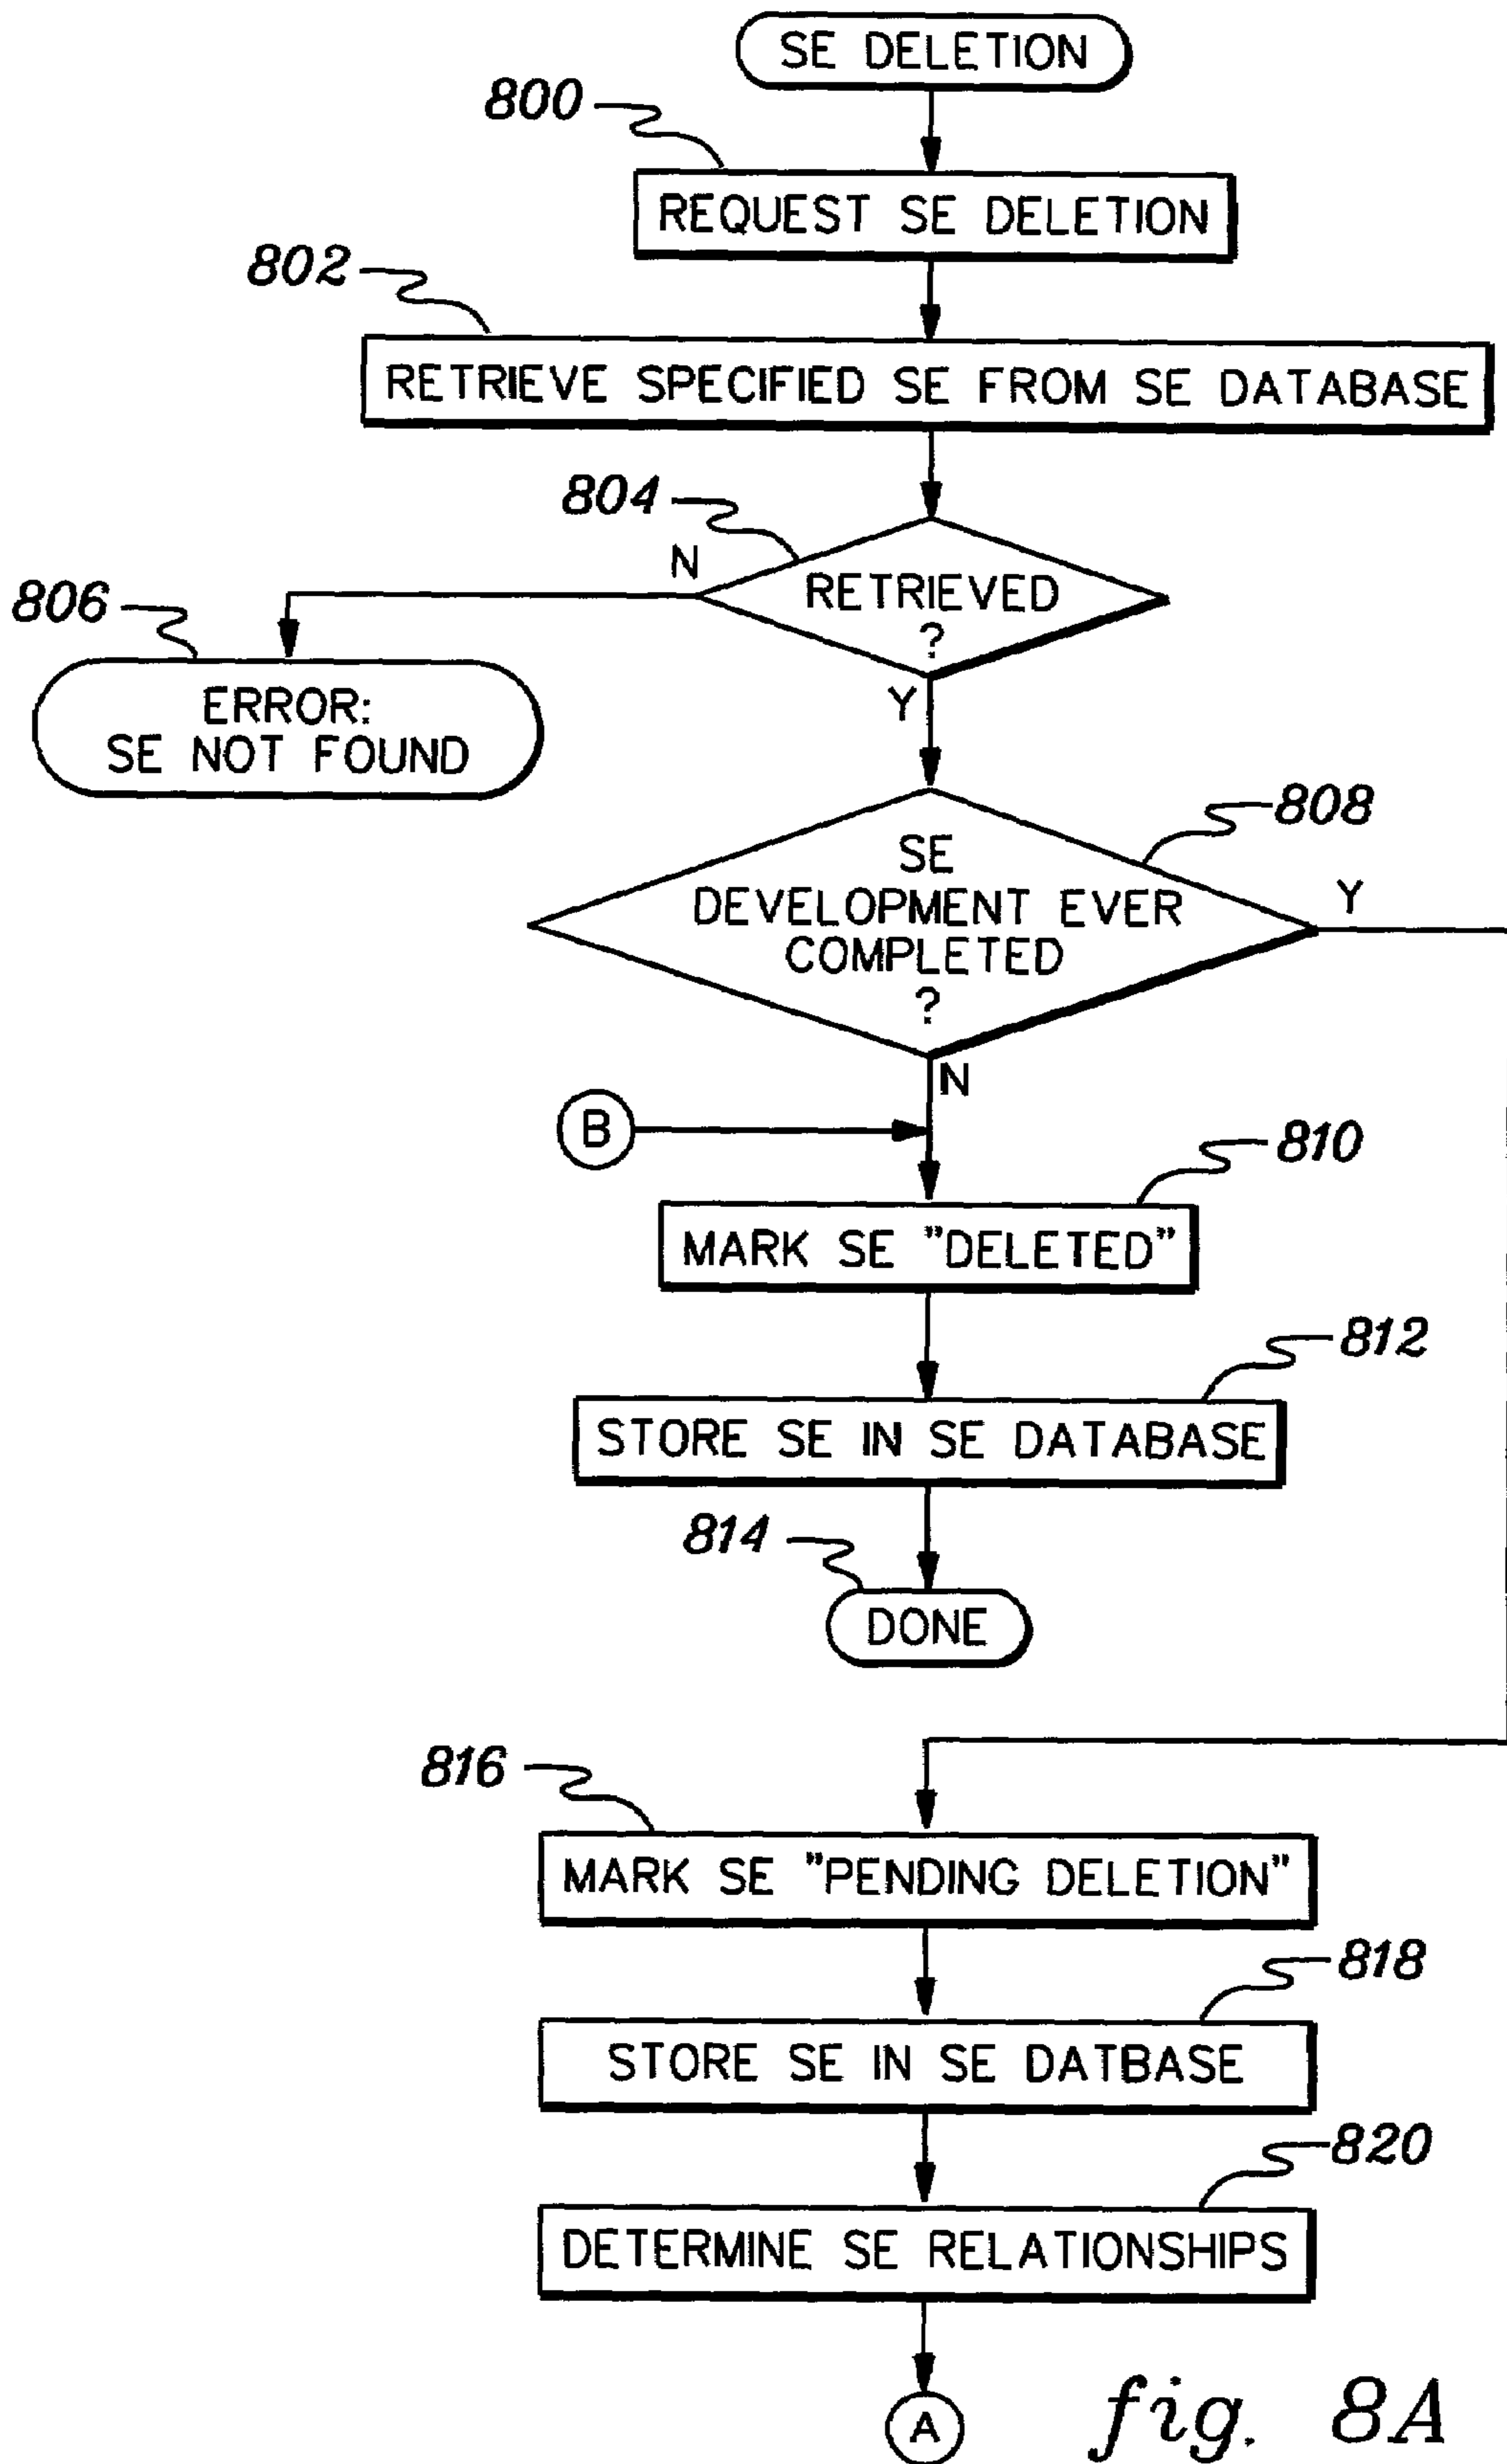 SE DELETION
800
REQUEST SE DELETION
802
RETRIEVE SPECIFIED SE FROM SE DATABASE
804
N
RETRIEVED
?
Y
806
ERROR:
SE NOT FOUND
808
SE
DEVELOPMENT EVER
COMPLETED
?
Y
N
B
810
MARK SE "DELETED"
812
STORE SE IN SE DATABASE
814
DONE
816
MARK SE "PENDING DELETION"
818
STORE SE IN SE DATBASE
820
DETERMINE SE RELATIONSHIPS
A
fig. 8A